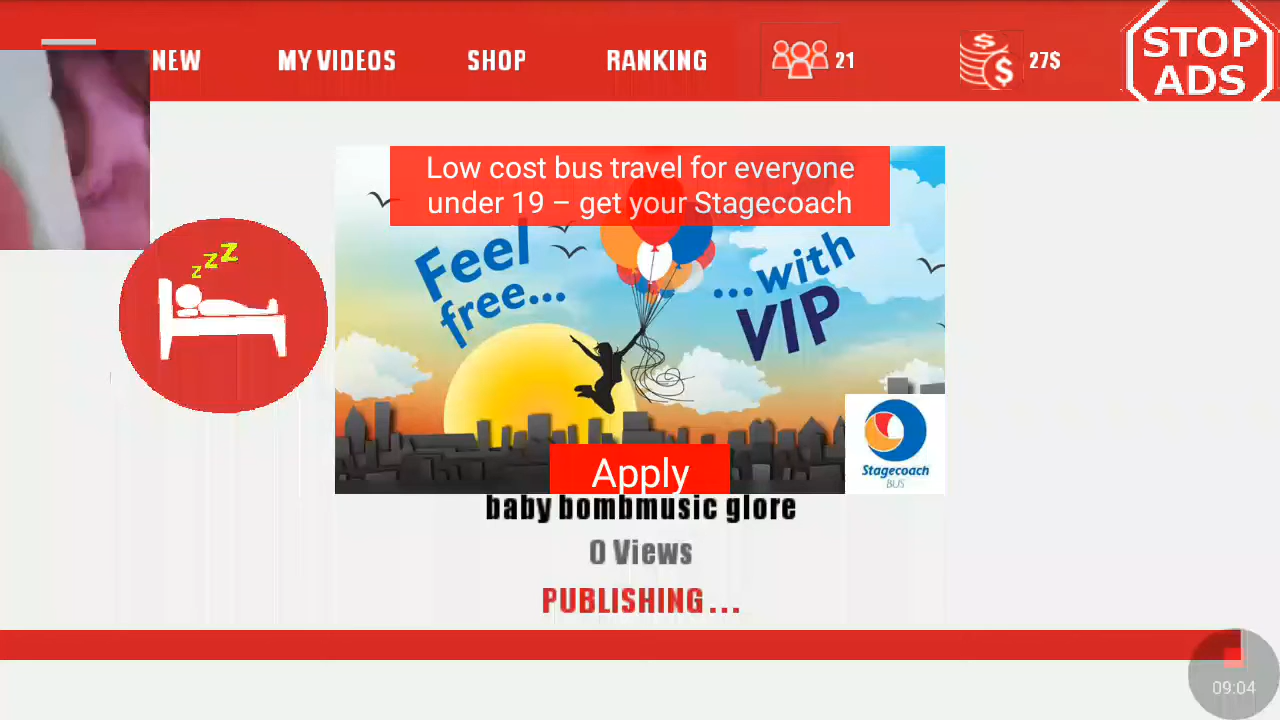 NEW MY VIDEOS SHOP RANKING 21 27$ STOP ADS
Low cost bus travel for everyone
under 19 – get your Stagecoach
Feel free... ...with VIP
zzz
Stagecoach
BUS
Apply
baby bombmusic glore
0 Views
PUBLISHING...
09:04